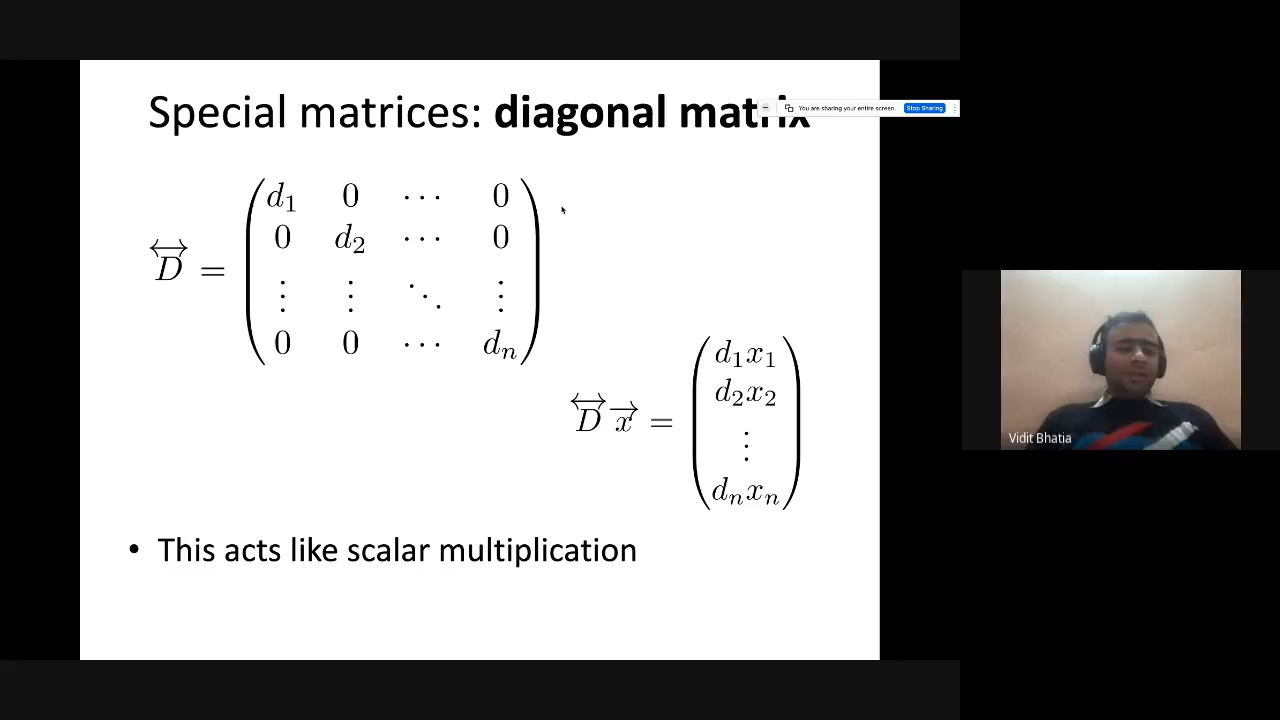 Special matrices: diagonal matrix
You are sharing your entire screen. Stop Sharing
d₁ 0 ⋯ 0
0 d₂ ⋯ 0
D⃡ =
⋮ ⋮ ⋱ ⋮
0 0 ⋯ dₙ
d₁x₁
d₂x₂
D⃡ x⃗ =
⋮
dₙxₙ
Vidit Bhatia
• This acts like scalar multiplication